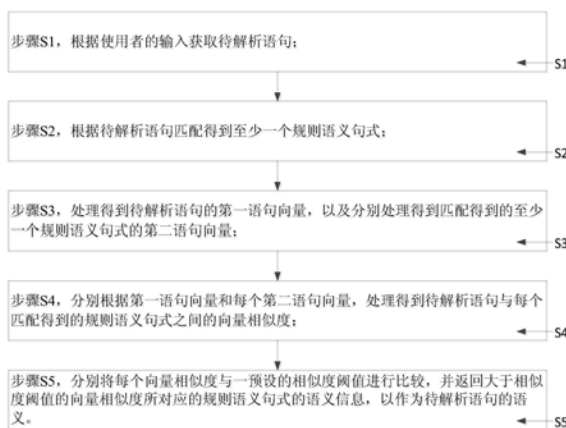 步骤S1，根据使用者的输入获取待解析语句；
S1
步骤S2，根据待解析语句匹配得到至少一个规则语义句式；
S2
步骤S3，处理得到待解析语句的第一语句向量，以及分别处理得到匹配得到的至少
一个规则语义句式的第二语句向量；
S3
步骤S4，分别根据第一语句向量和每个第二语句向量，处理得到待解析语句与每个
匹配得到的规则语义句式之间的向量相似度；
S4
步骤S5，分别将每个向量相似度与一预设的相似度阈值进行比较，并返回大于相似
度阈值的向量相似度所对应的规则语义句式的语义信息，以作为待解析语句的语
义。
S5